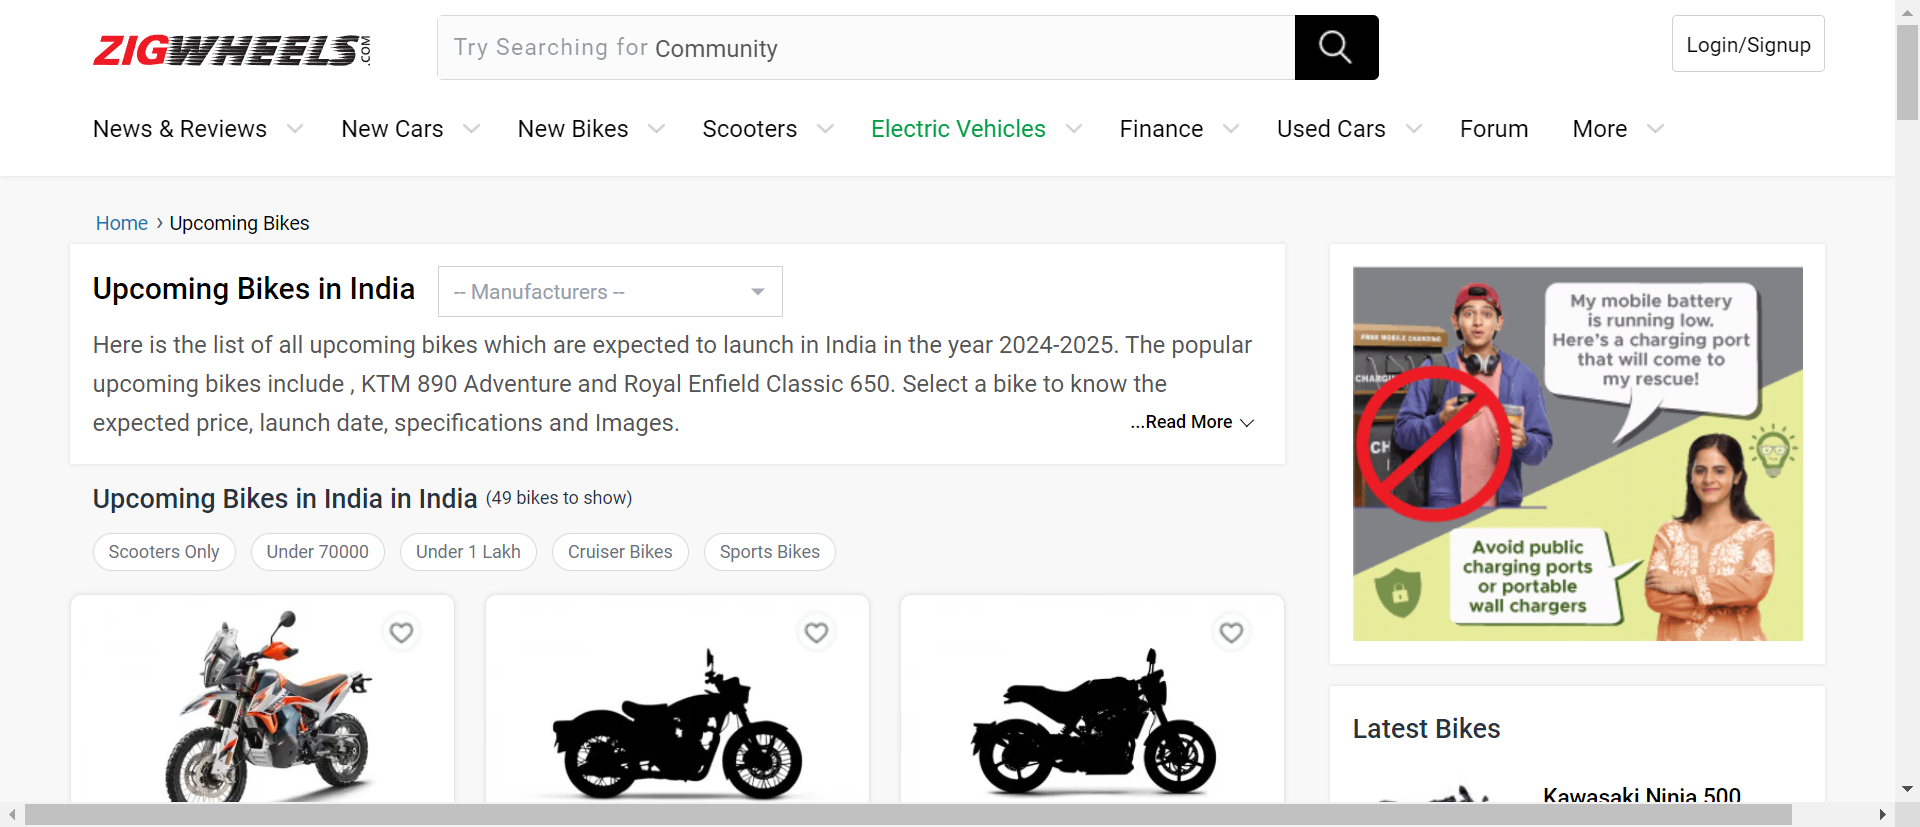 ZIGWHEELS.COM
Try Searching for Community
Login/Signup
News & Reviews New Cars New Bikes Scooters Electric Vehicles Finance Used Cars Forum More
Home › Upcoming Bikes
Upcoming Bikes in India
-- Manufacturers --
Here is the list of all upcoming bikes which are expected to launch in India in the year 2024-2025. The popular
upcoming bikes include , KTM 890 Adventure and Royal Enfield Classic 650. Select a bike to know the
expected price, launch date, specifications and Images.
...Read More
Upcoming Bikes in India in India (49 bikes to show)
Scooters Only Under 70000 Under 1 Lakh Cruiser Bikes Sports Bikes
My mobile battery
is running low.
Here's a charging port
that will come to
my rescue!
FREE MOBILE CHARGING
Avoid public
charging ports
or portable
wall chargers
Latest Bikes
Kawasaki Ninja 500